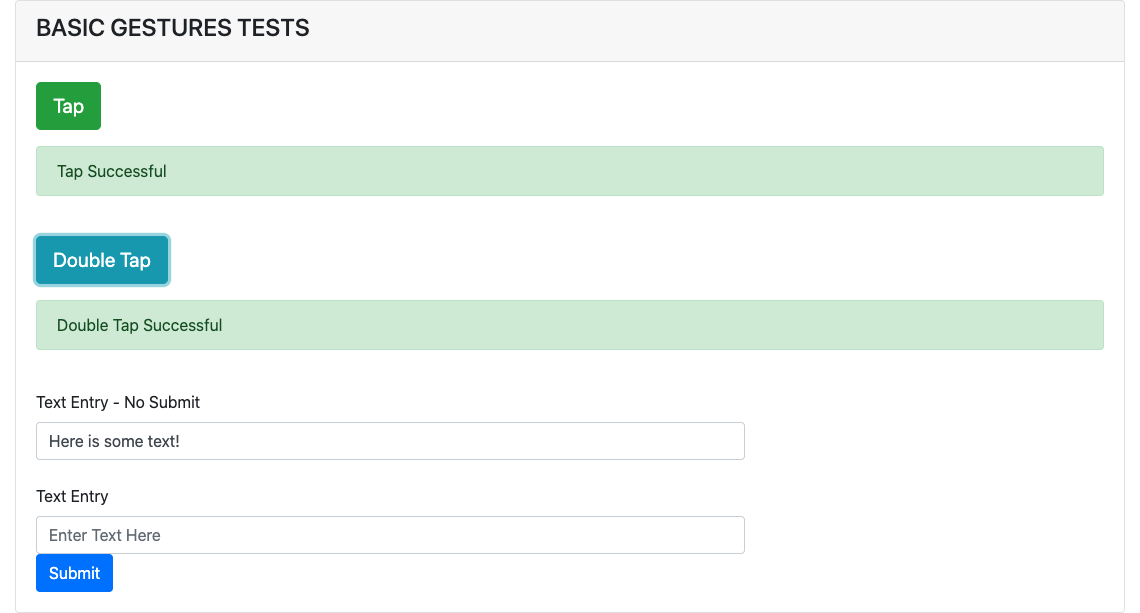 BASIC GESTURES TESTS
Tap
Tap Successful
Double Tap
Double Tap Successful
Text Entry - No Submit
Here is some text!
Text Entry
Enter Text Here
Submit